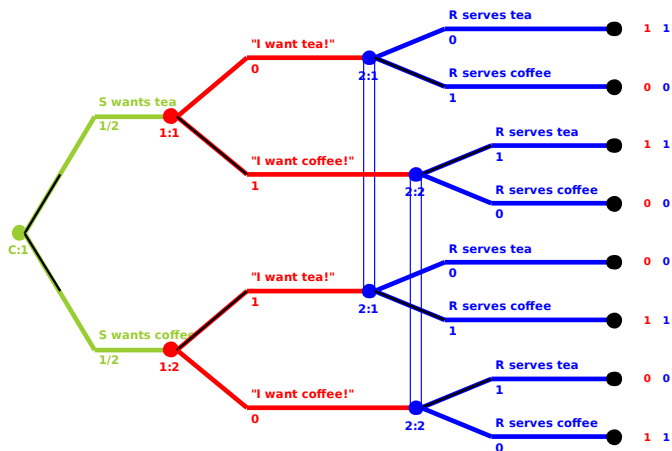 R serves tea
0
1 1
"I want tea!"
0
2:1
R serves coffee
1
0 0
S wants tea
1/2
1:1
R serves tea
1
1 1
"I want coffee!"
1
2:2
R serves coffee
0
0 0
C:1
R serves tea
0
0 0
"I want tea!"
1
2:1
R serves coffee
1
1 1
S wants coffee
1/2
1:2
R serves tea
1
0 0
"I want coffee!"
0
2:2
R serves coffee
0
1 1